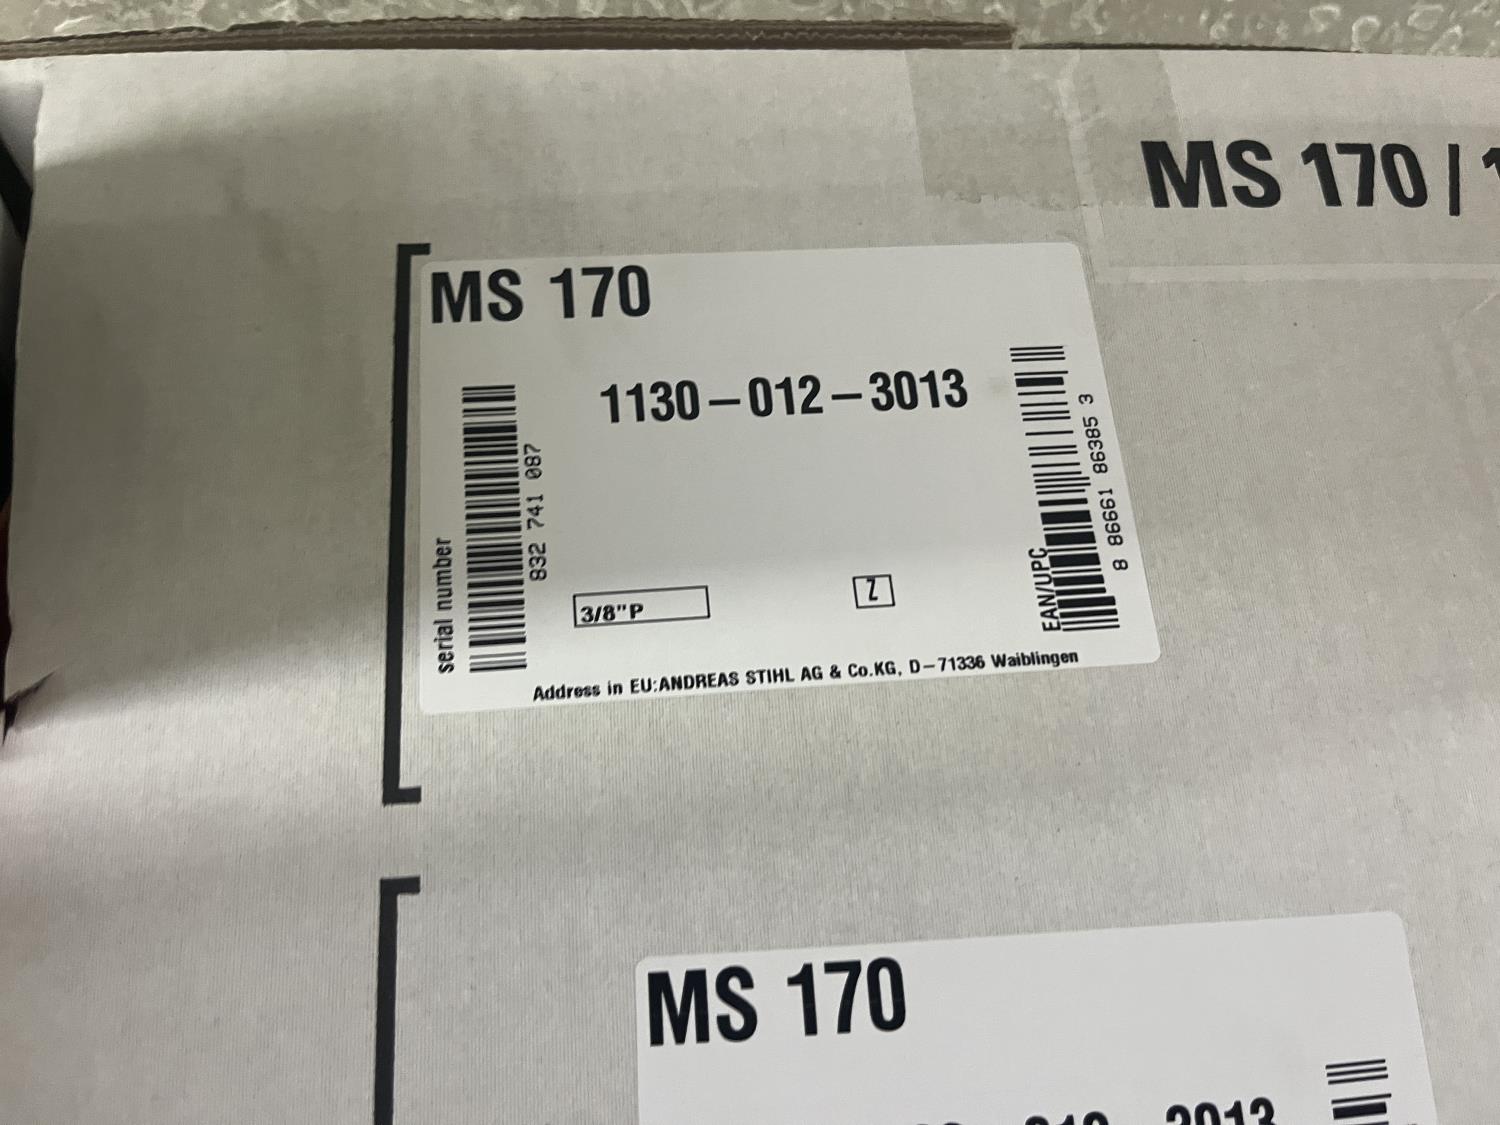 MS 170 |
MS 170
1130-012-3013
serial number
832 741 087
EAN/UPC
8 86661 86385 3
3/8"P
Z
Address in EU:ANDREAS STIHL AG & Co.KG, D-71336 Waiblingen
MS 170